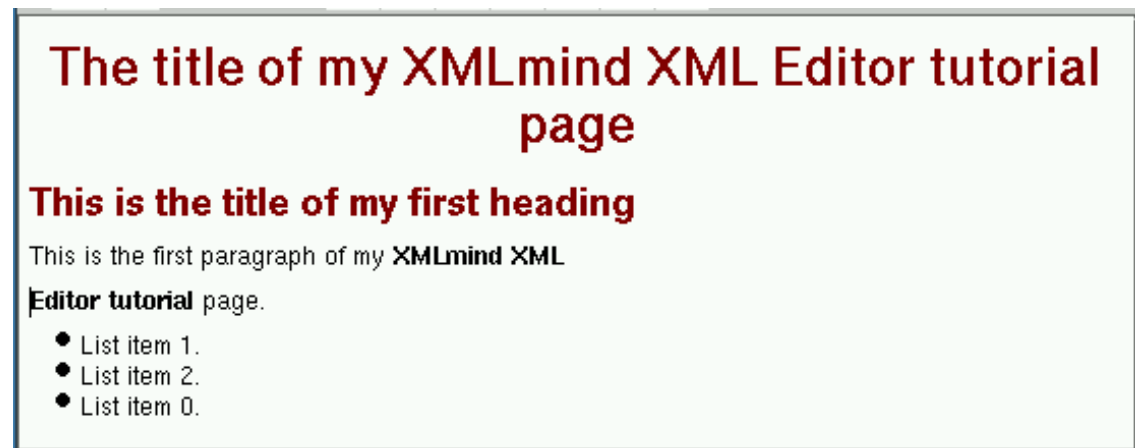 The title of my XMLmind XML Editor tutorial
page
This is the title of my first heading
This is the first paragraph of my XMLmind XML
Editor tutorial page.
List item 1.
List item 2.
List item 0.